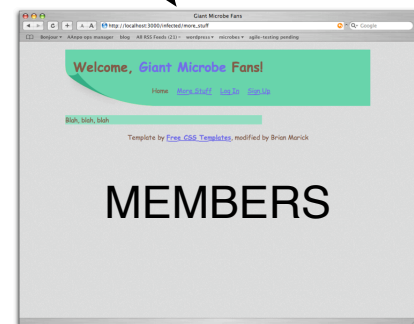 Giant Microbe Fans
http://localhost:3000/infected/more_stuff
Google
Bonjour AAnpo ops manager blog All RSS Feeds (21) wordpress microbes agile-testing pending
Welcome, Giant Microbe Fans!
Home More Stuff Log In Sign Up
Blah, blah, blah
Template by Free CSS Templates, modified by Brian Marick
MEMBERS